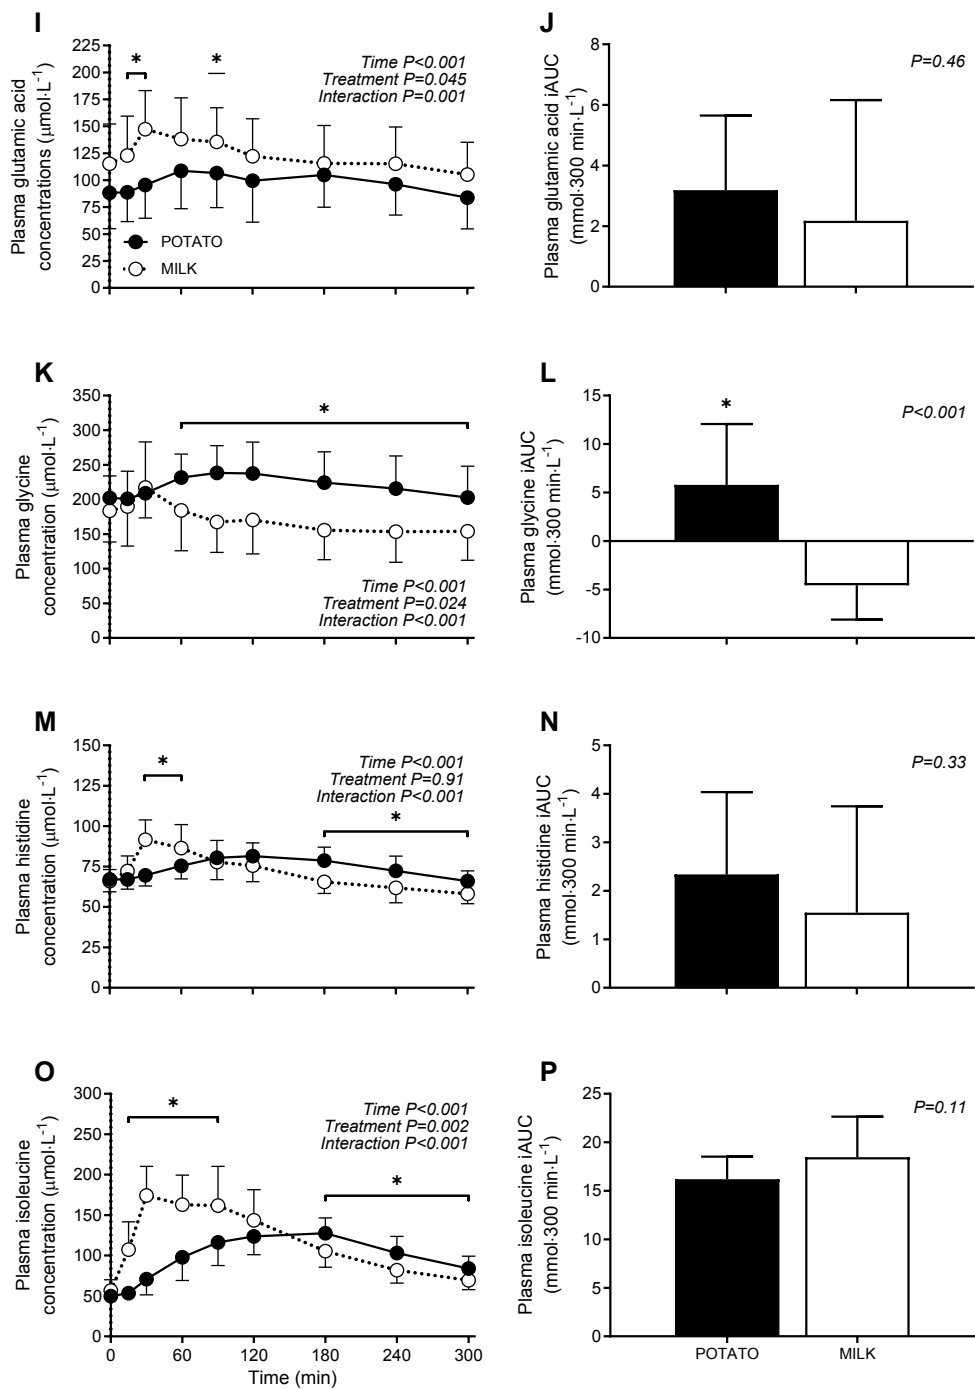 I
Plasma glutamic acid
concentrations (μmol·L⁻¹)
225
200
175
150
125
100
75
50
25
0
*
*
Time P<0.001
Treatment P=0.045
Interaction P=0.001
POTATO
MILK
J
Plasma glutamic acid iAUC
(mmol·300 min·L⁻¹)
8
6
4
2
0
P=0.46
K
Plasma glycine
concentration (μmol·L⁻¹)
350
300
250
200
150
100
50
0
*
Time P<0.001
Treatment P=0.024
Interaction P<0.001
L
Plasma glycine iAUC
(mmol·300 min·L⁻¹)
15
10
5
0
-5
-10
*
P<0.001
M
Plasma histidine
concentration (μmol·L⁻¹)
150
125
100
75
50
25
0
*
Time P<0.001
Treatment P=0.91
Interaction P<0.001
*
N
Plasma histidine iAUC
(mmol·300 min·L⁻¹)
5
4
3
2
1
0
P=0.33
O
Plasma isoleucine
concentration (μmol·L⁻¹)
300
250
200
150
100
50
0
*
Time P<0.001
Treatment P=0.002
Interaction P<0.001
*
0 60 120 180 240 300
Time (min)
P
Plasma isoleucine iAUC
(mmol·300 min·L⁻¹)
25
20
15
10
5
0
P=0.11
POTATO MILK